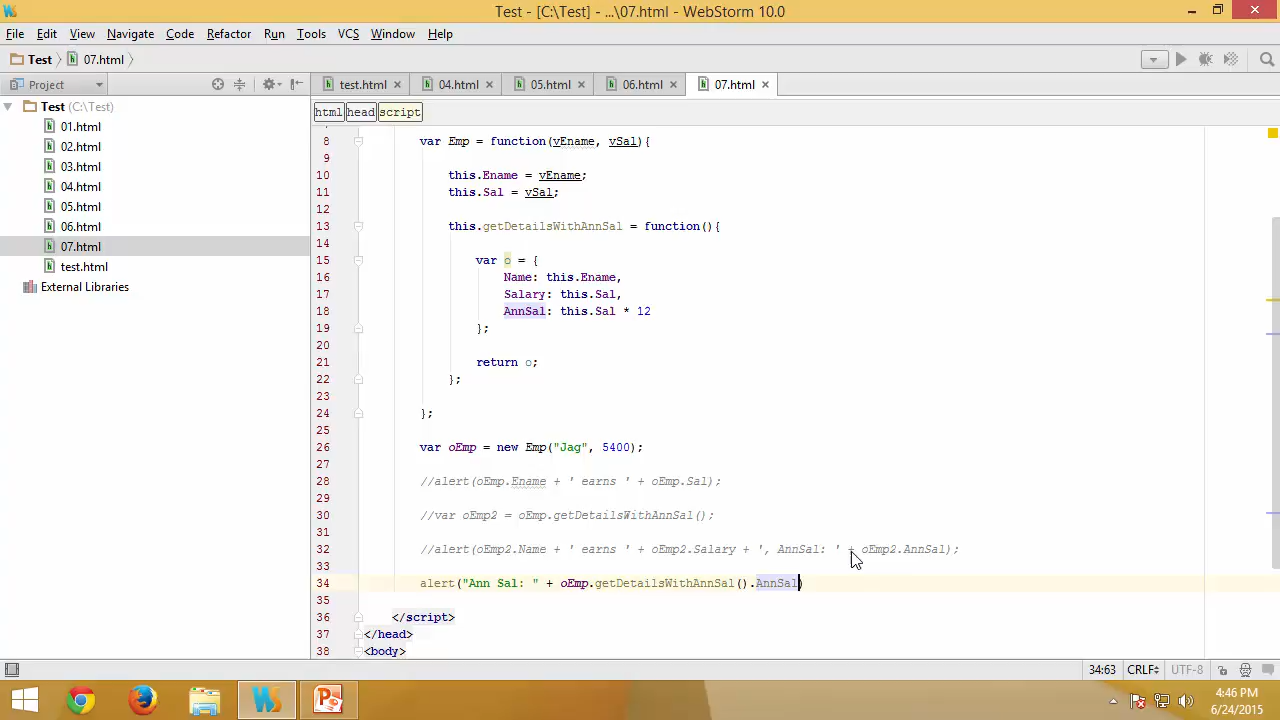 Test - [C:\Test] - ...\07.html - WebStorm 10.0
File Edit View Navigate Code Refactor Run Tools VCS Window Help
Test 07.html
Project test.html 04.html 05.html 06.html 07.html
html head script
Test (C:\Test)
01.html
02.html
03.html
04.html
05.html
06.html
07.html
test.html
External Libraries
8 var Emp = function(vEname, vSal){
9
10 this.Ename = vEname;
11 this.Sal = vSal;
12
13 this.getDetailsWithAnnSal = function(){
14
15 var o = {
16 Name: this.Ename,
17 Salary: this.Sal,
18 AnnSal: this.Sal * 12
19 };
20
21 return o;
22 };
23
24 };
25
26 var oEmp = new Emp("Jag", 5400);
27
28 //alert(oEmp.Ename + ' earns ' + oEmp.Sal);
29
30 //var oEmp2 = oEmp.getDetailsWithAnnSal();
31
32 //alert(oEmp2.Name + ' earns ' + oEmp2.Salary + ', AnnSal: ' + oEmp2.AnnSal);
33
34 alert("Ann Sal: " + oEmp.getDetailsWithAnnSal().AnnSal)
35
36 </script>
37 </head>
38 <body>
34:63 CRLF UTF-8
4:46 PM
6/24/2015